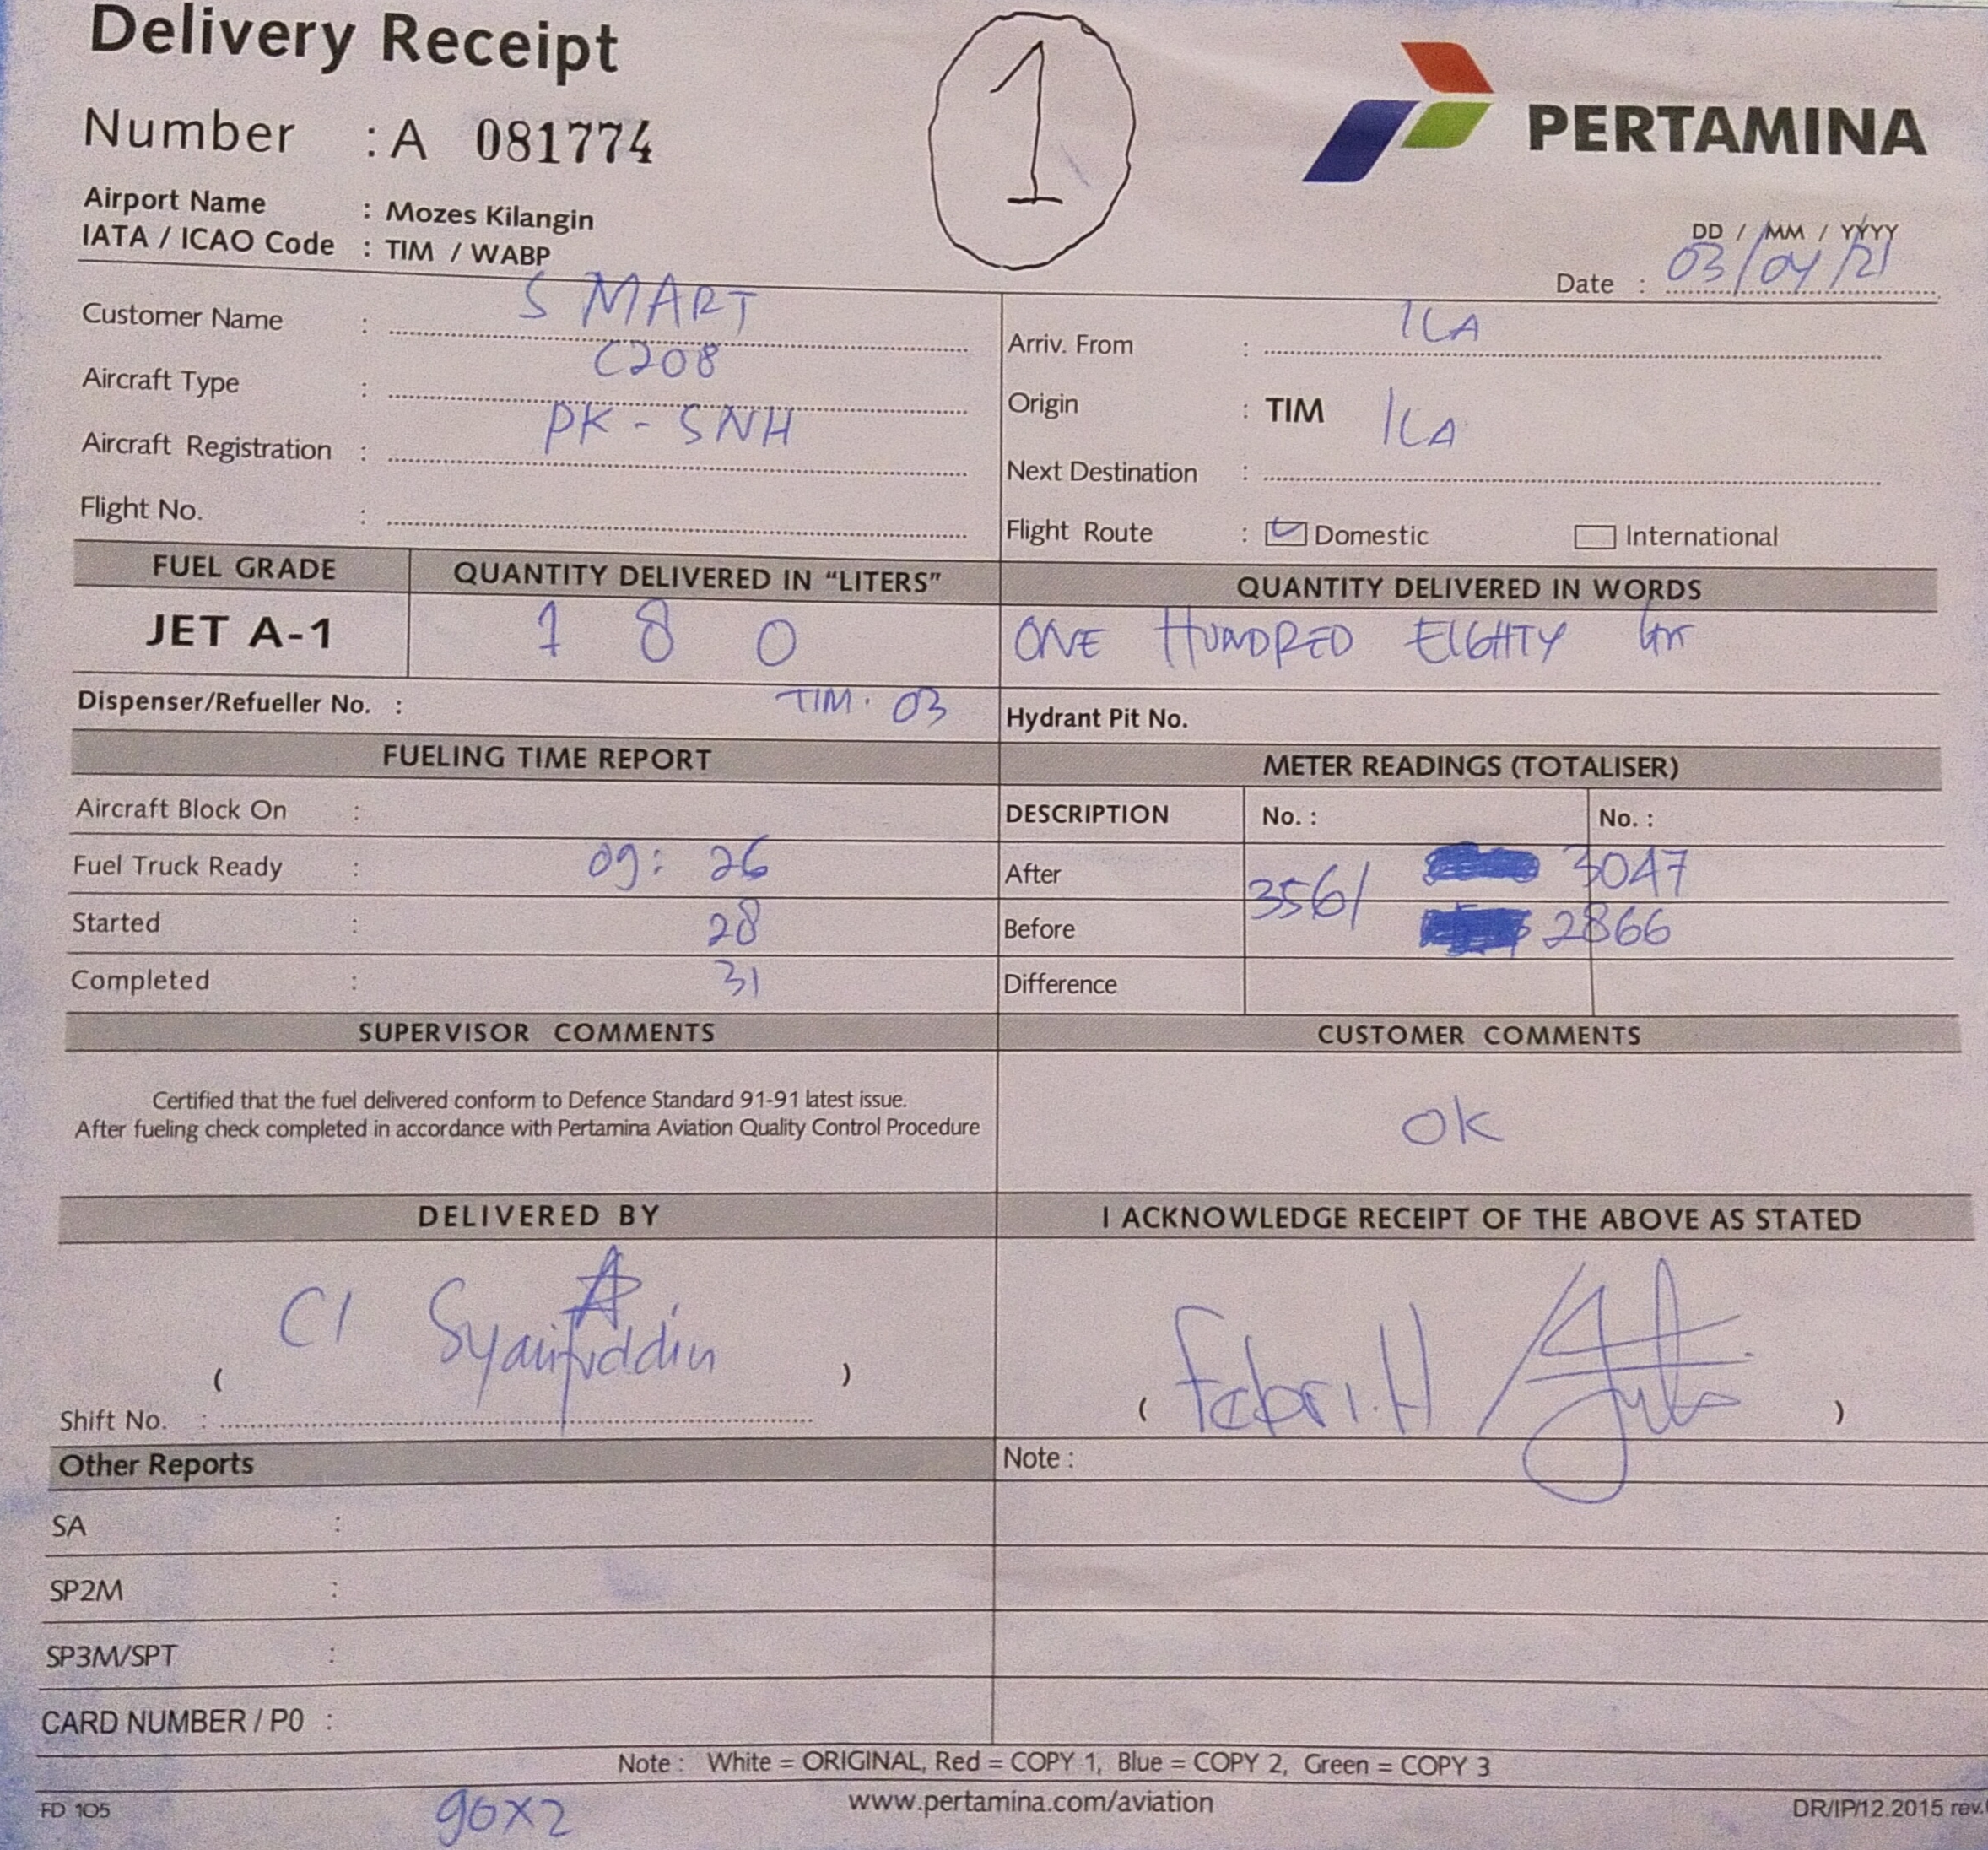 Delivery Receipt
1
PERTAMINA
Number : A 081774
Airport Name : Mozes Kilangin
IATA / ICAO Code : TIM / WABP
DD / MM / YYYY
Date : 03/04/21
Customer Name : SMART
Aircraft Type : C208
Aircraft Registration : PK-SNH
Flight No. :
Arriv. From : ILA
Origin : TIM
Next Destination : ILA
Flight Route : Domestic International
FUEL GRADE QUANTITY DELIVERED IN “LITERS” QUANTITY DELIVERED IN WORDS
JET A-1 180 ONE HUNDRED EIGHTY
Dispenser/Refueller No. : TIM. 03 Hydrant Pit No.
FUELING TIME REPORT METER READINGS (TOTALISER)
Aircraft Block On : DESCRIPTION No. : No. :
Fuel Truck Ready : 09: 26 After 3561 3047
Started : 28 Before 2866
Completed : 31 Difference
SUPERVISOR COMMENTS CUSTOMER COMMENTS
Certified that the fuel delivered conform to Defence Standard 91-91 latest issue.
After fueling check completed in accordance with Pertamina Aviation Quality Control Procedure
OK
DELIVERED BY I ACKNOWLEDGE RECEIPT OF THE ABOVE AS STATED
( C1 Syaifuddin ) ( Febri.H )
Shift No. :
Other Reports Note :
SA :
SP2M :
SP3M/SPT :
CARD NUMBER / P0 :
Note : White = ORIGINAL, Red = COPY 1, Blue = COPY 2, Green = COPY 3
FD 105 90x2 www.pertamina.com/aviation DR/IP/12.2015 rev.